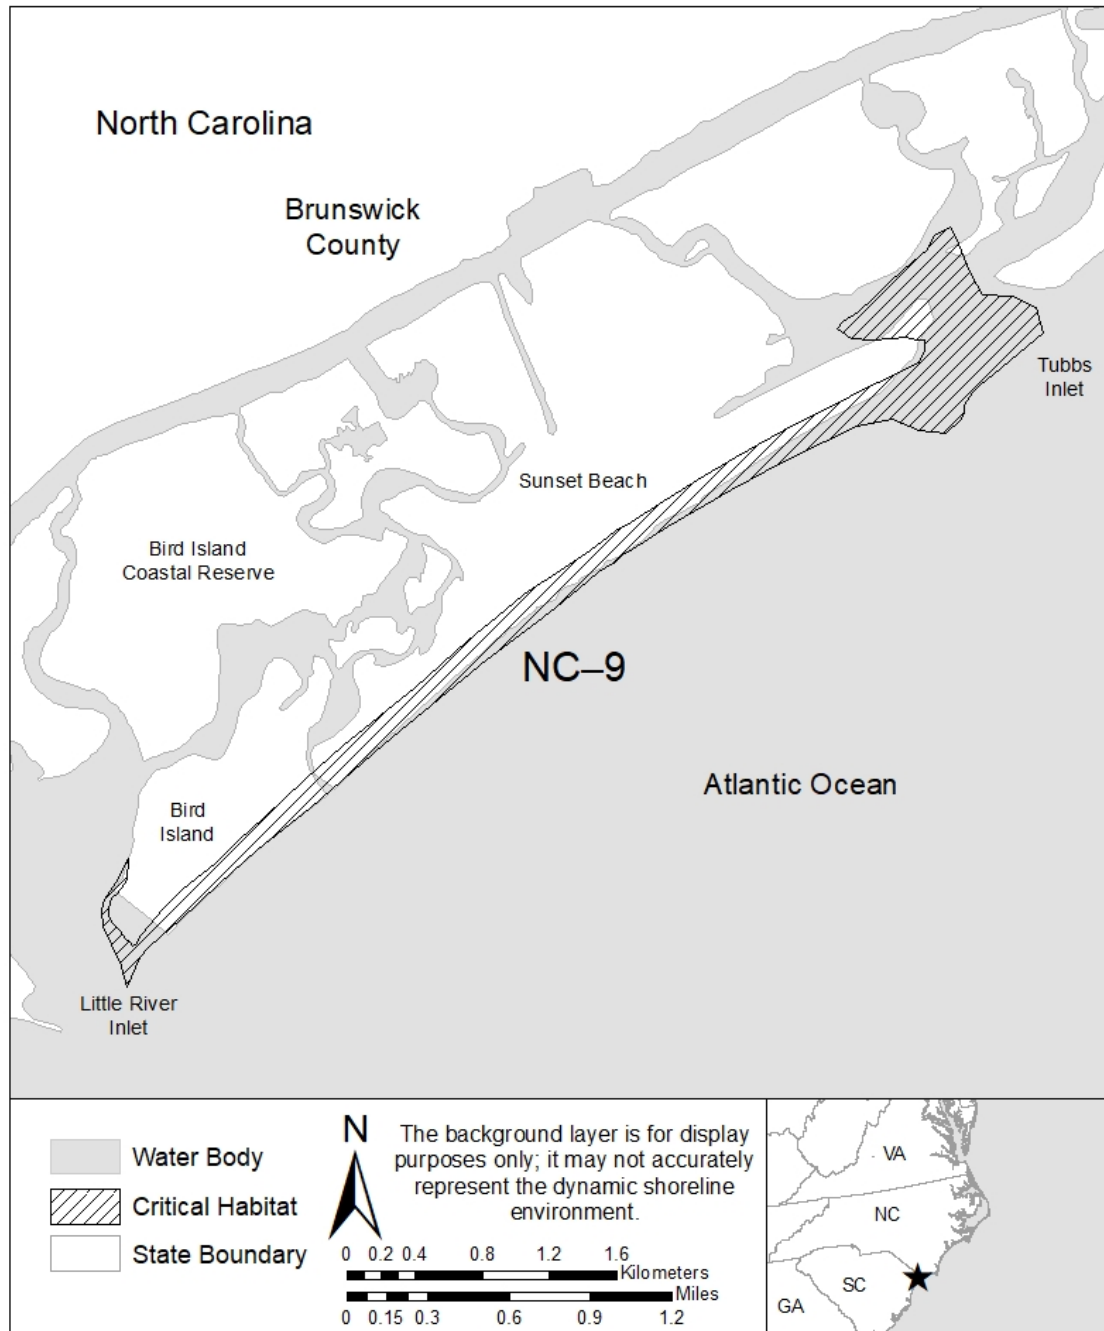 North Carolina
Brunswick
County
Tubbs
Inlet
Sunset Beach
Bird Island
Coastal Reserve
NC–9
Atlantic Ocean
Bird
Island
Little River
Inlet
Water Body
Critical Habitat
State Boundary
N
The background layer is for display
purposes only; it may not accurately
represent the dynamic shoreline
environment.
0 0.2 0.4 0.8 1.2 1.6
Kilometers
Miles
0 0.15 0.3 0.6 0.9 1.2
VA
NC
SC
GA